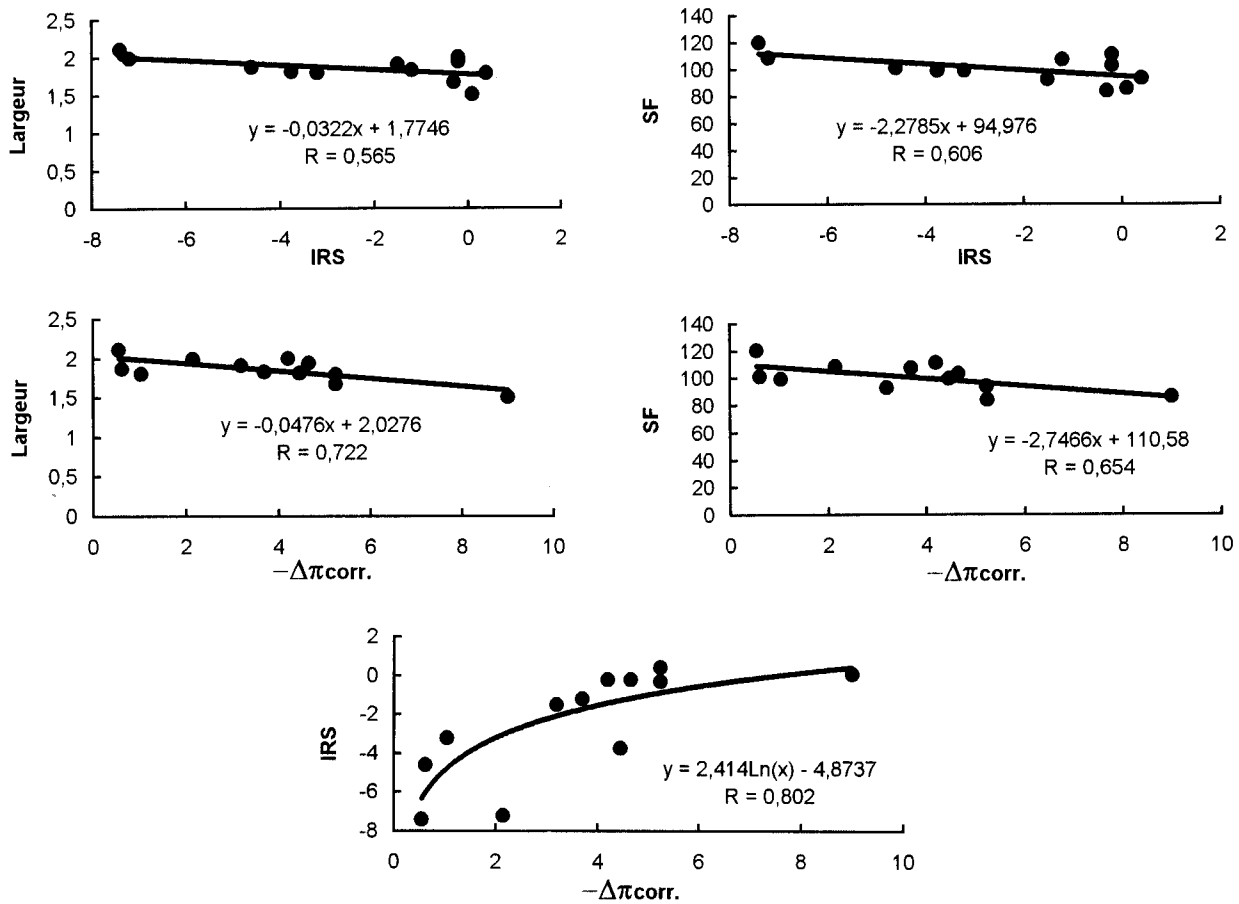 Largeur
2,5
2
1,5
1
0,5
0
y = -0,0322x + 1,7746
R = 0,565
-8 -6 -4 -2 0 2
IRS
SF
140
120
100
80
60
40
20
0
y = -2,2785x + 94,976
R = 0,606
-8 -6 -4 -2 0 2
IRS
Largeur
2,5
2
1,5
1
0,5
0
y = -0,0476x + 2,0276
R = 0,722
0 2 4 6 8 10
−Δπcorr.
SF
140
120
100
80
60
40
20
0
y = -2,7466x + 110,58
R = 0,654
0 2 4 6 8 10
−Δπcorr.
IRS
2
0
-2
-4
-6
-8
y = 2,414Ln(x) - 4,8737
R = 0,802
0 2 4 6 8 10
−Δπcorr.